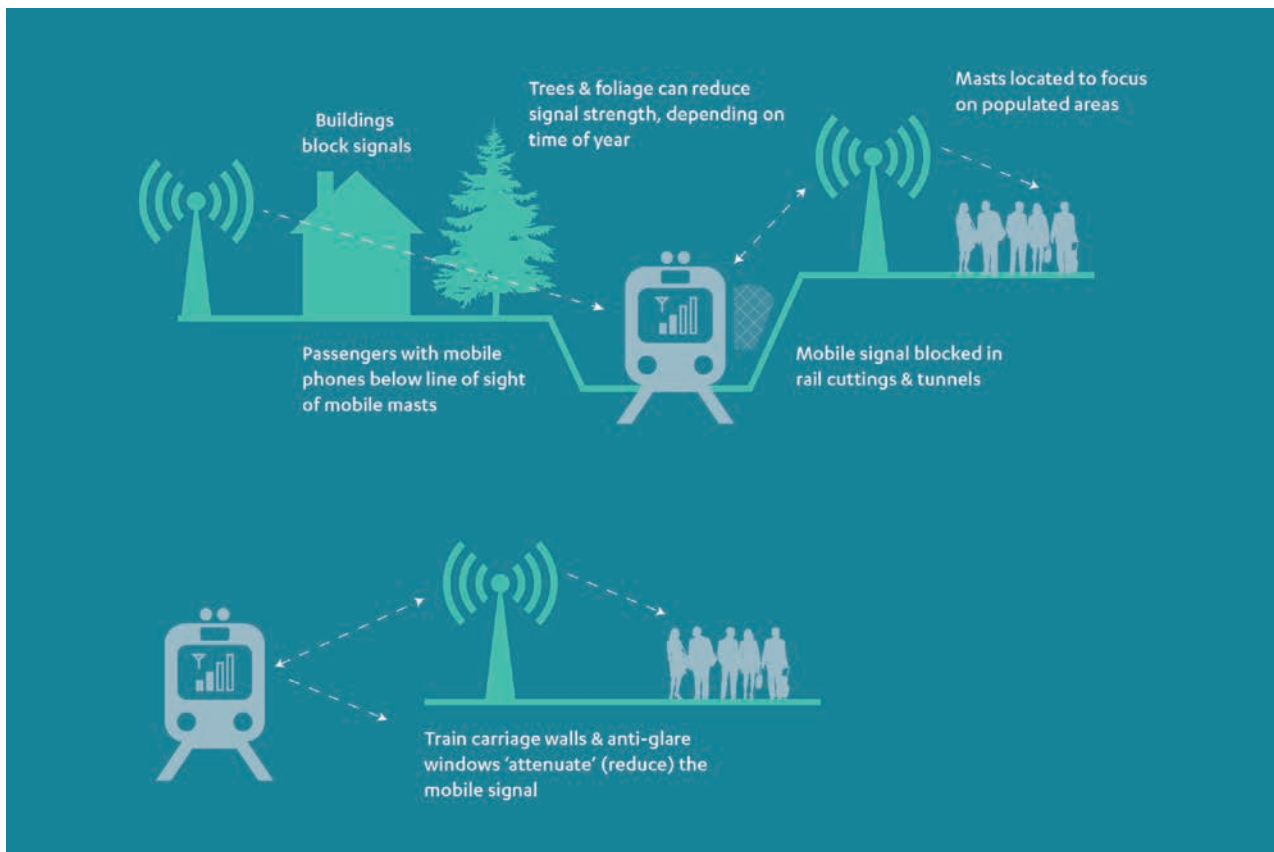 Buildings
block signals
Trees & foliage can reduce
signal strength, depending on
time of year
Masts located to focus
on populated areas
Passengers with mobile
phones below line of sight
of mobile masts
Mobile signal blocked in
rail cuttings & tunnels
Train carriage walls & anti-glare
windows ‘attenuate’ (reduce) the
mobile signal